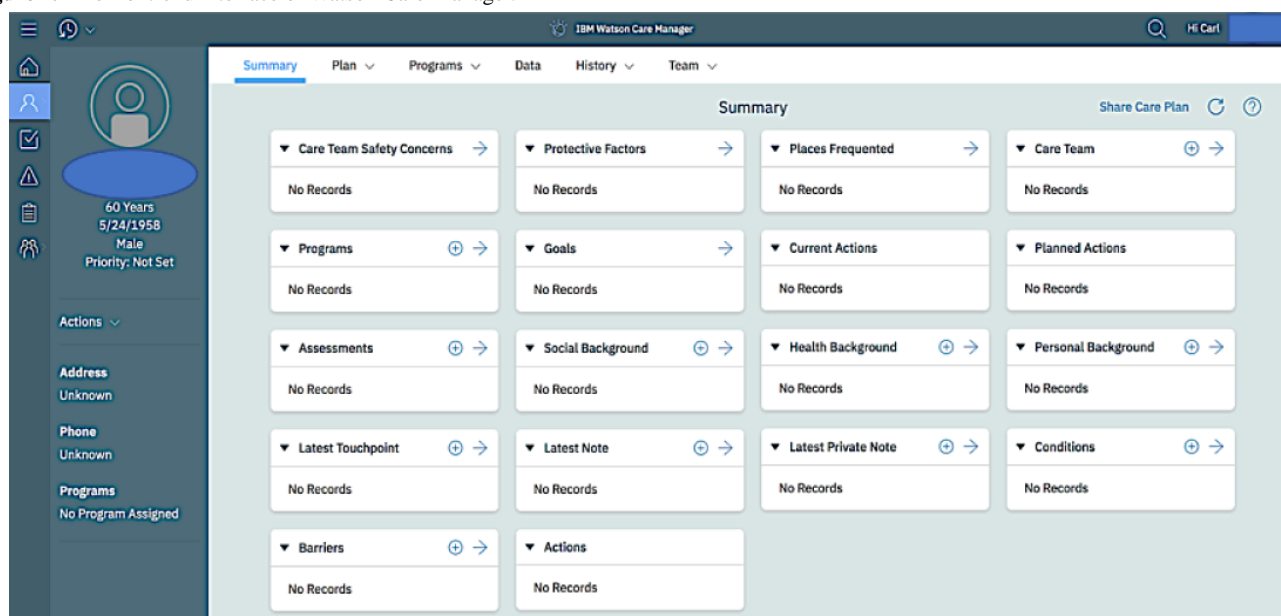 IBM Watson Care Manager
Hi Carl
Summary Plan Programs Data History Team
60 Years
5/24/1958
Male
Priority: Not Set
Actions
Address
Unknown
Phone
Unknown
Programs
No Program Assigned
Summary
Share Care Plan
Care Team Safety Concerns Protective Factors Places Frequented Care Team
No Records No Records No Records No Records
Programs Goals Current Actions Planned Actions
No Records No Records No Records No Records
Assessments Social Background Health Background Personal Background
No Records No Records No Records No Records
Latest Touchpoint Latest Note Latest Private Note Conditions
No Records No Records No Records No Records
Barriers Actions
No Records No Records